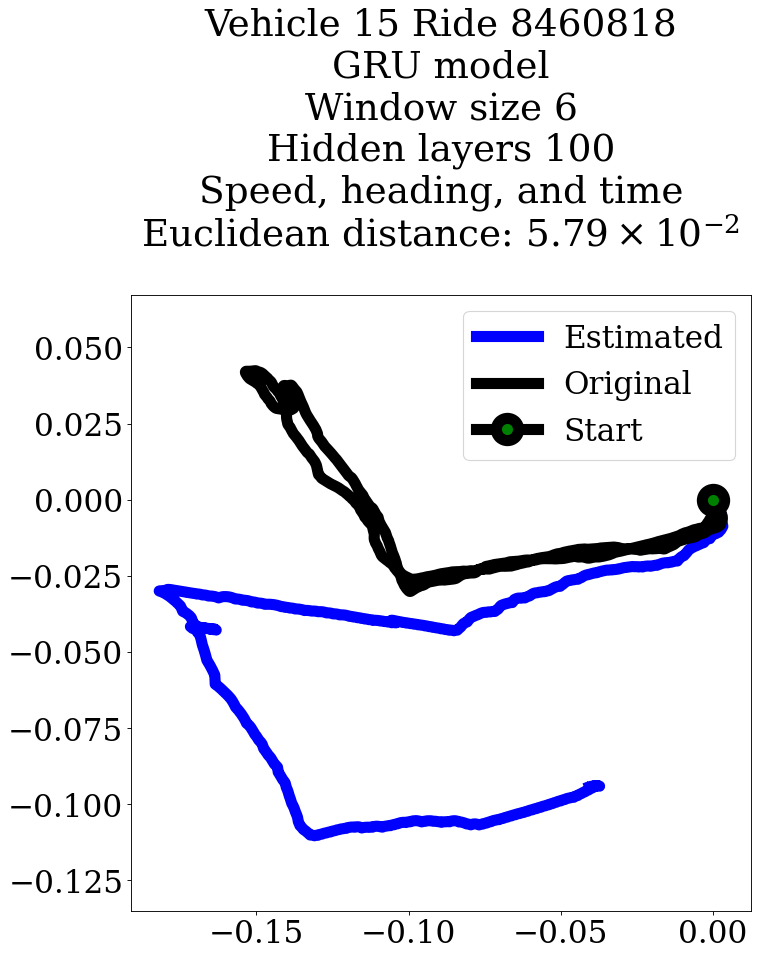 Vehicle 15 Ride 8460818
GRU model
Window size 6
Hidden layers 100
Speed, heading, and time
Euclidean distance: 5.79 × 10⁻²
Estimated
Original
Start
0.050
0.025
0.000
−0.025
−0.050
−0.075
−0.100
−0.125
−0.15 −0.10 −0.05 0.00